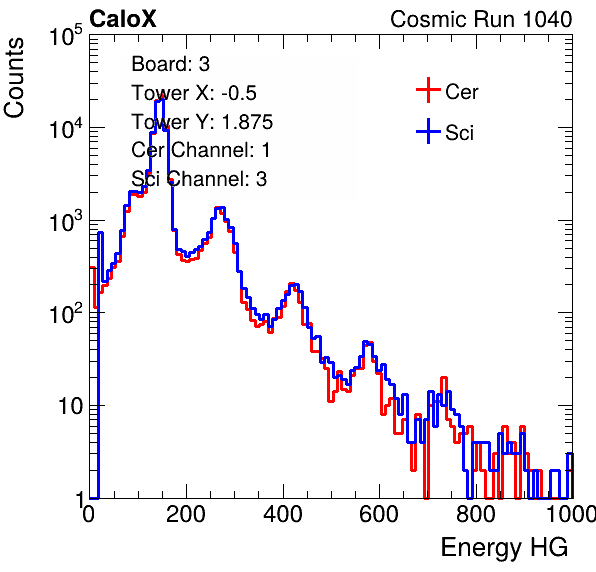 CaloX Cosmic Run 1040
Counts
Board: 3
Tower X: -0.5
Tower Y: 1.875
Cer Channel: 1
Sci Channel: 3
Cer
Sci
10^5
10^4
10^3
10^2
10
1
0 200 400 600 800 1000
Energy HG